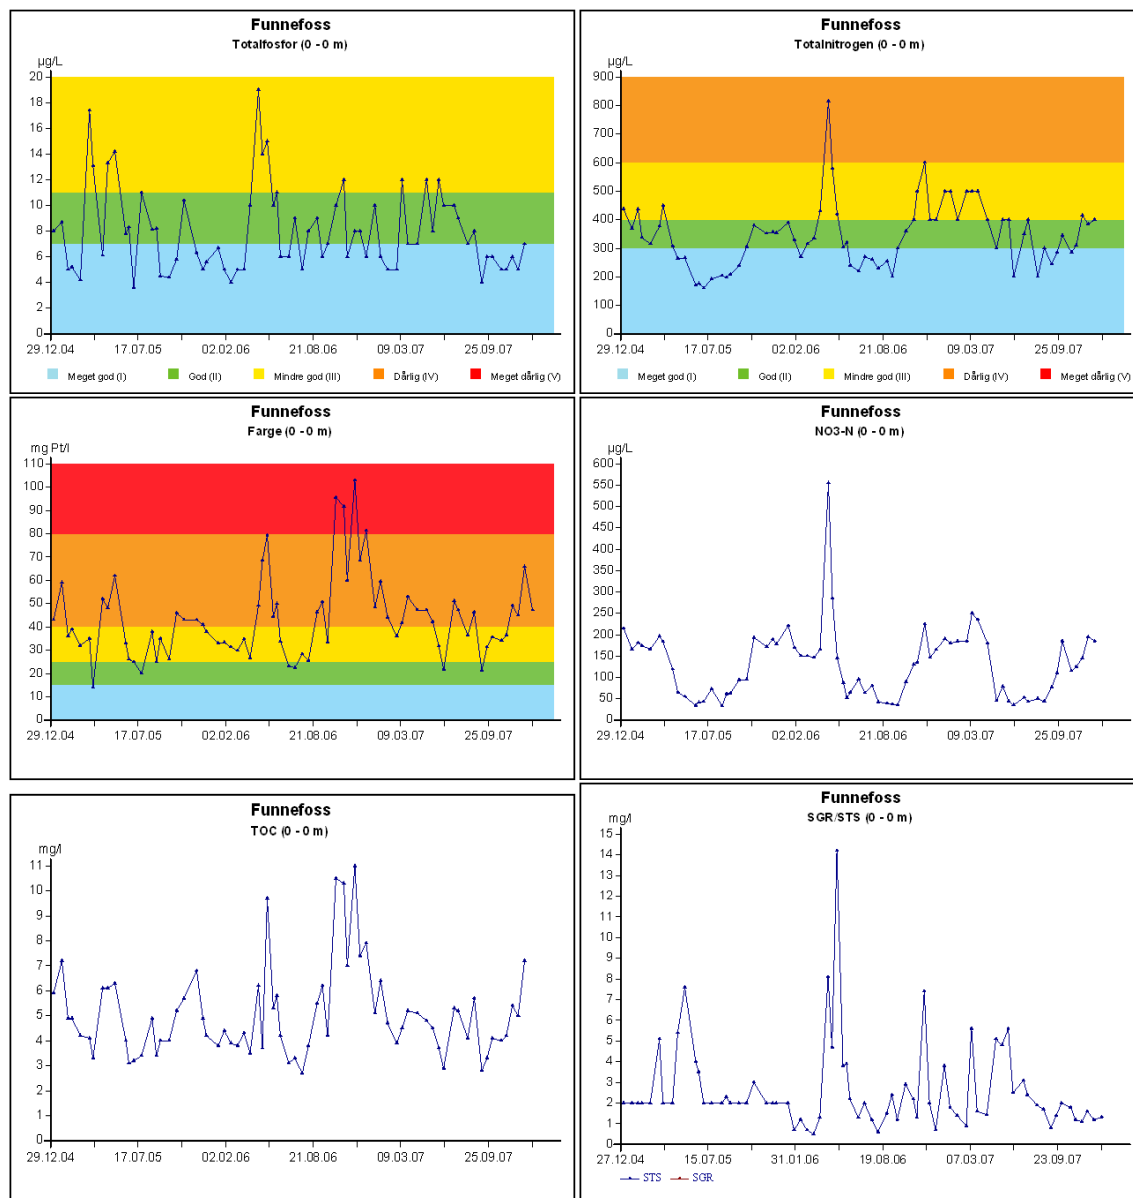 Funnefoss
Totalfosfor (0 - 0 m)
µg/L
20
18
16
14
12
10
8
6
4
2
0
29.12.04 17.07.05 02.02.06 21.08.06 09.03.07 25.09.07
Meget god (I) God (II) Mindre god (III) Dårlig (IV) Meget dårlig (V)
Funnefoss
Totalnitrogen (0 - 0 m)
µg/L
900
800
700
600
500
400
300
200
100
0
29.12.04 17.07.05 02.02.06 21.08.06 09.03.07 25.09.07
Meget god (I) God (II) Mindre god (III) Dårlig (IV) Meget dårlig (V)
Funnefoss
Farge (0 - 0 m)
mg Pt/l
110
100
90
80
70
60
50
40
30
20
10
0
29.12.04 17.07.05 02.02.06 21.08.06 09.03.07 25.09.07
Funnefoss
NO3-N (0 - 0 m)
µg/L
600
550
500
450
400
350
300
250
200
150
100
50
0
29.12.04 17.07.05 02.02.06 21.08.06 09.03.07 25.09.07
Funnefoss
TOC (0 - 0 m)
mg/l
11
10
9
8
7
6
5
4
3
2
1
0
29.12.04 17.07.05 02.02.06 21.08.06 09.03.07 25.09.07
Funnefoss
SGR/STS (0 - 0 m)
mg/l
15
14
13
12
11
10
9
8
7
6
5
4
3
2
1
0
27.12.04 15.07.05 31.01.06 19.08.06 07.03.07 23.09.07
STS SGR